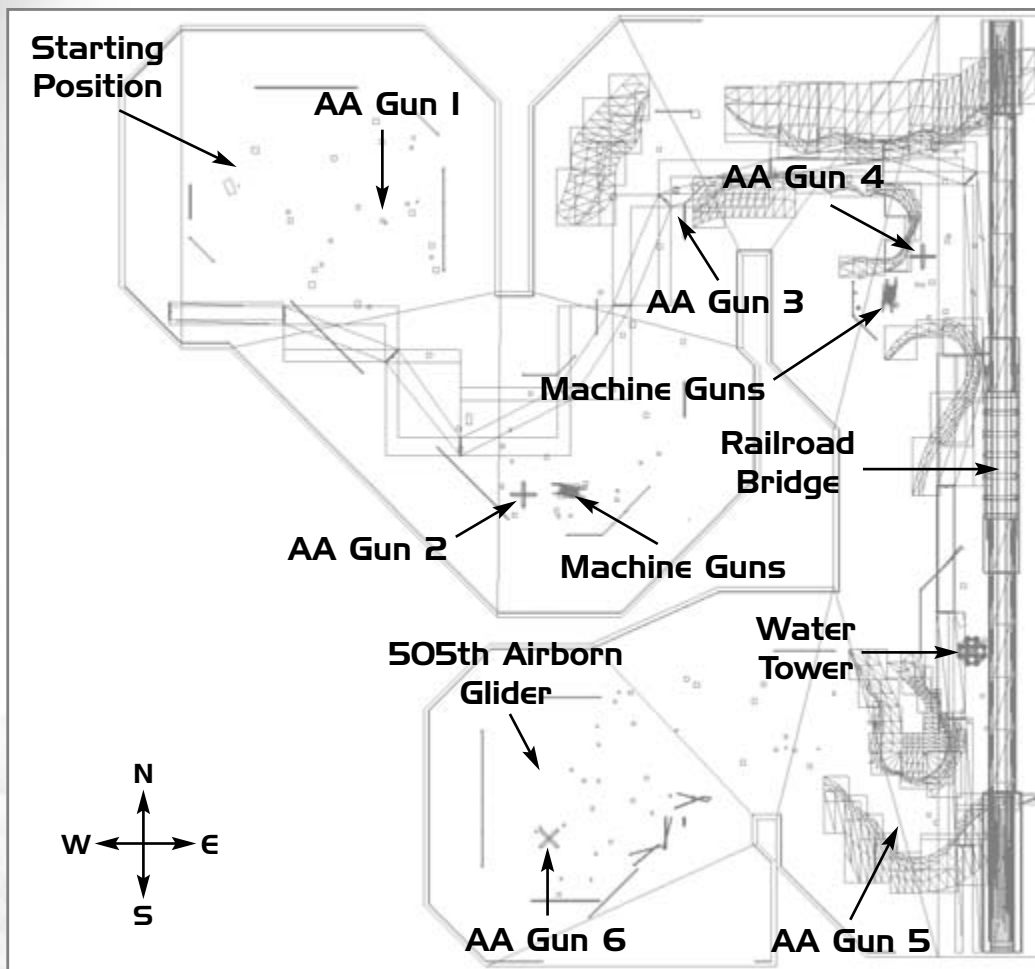 Starting
Position
AA Gun 1
AA Gun 4
AA Gun 3
Machine Guns
Railroad
Bridge
AA Gun 2
Machine Guns
505th Airborn
Glider
Water
Tower
N
W
E
S
AA Gun 6
AA Gun 5